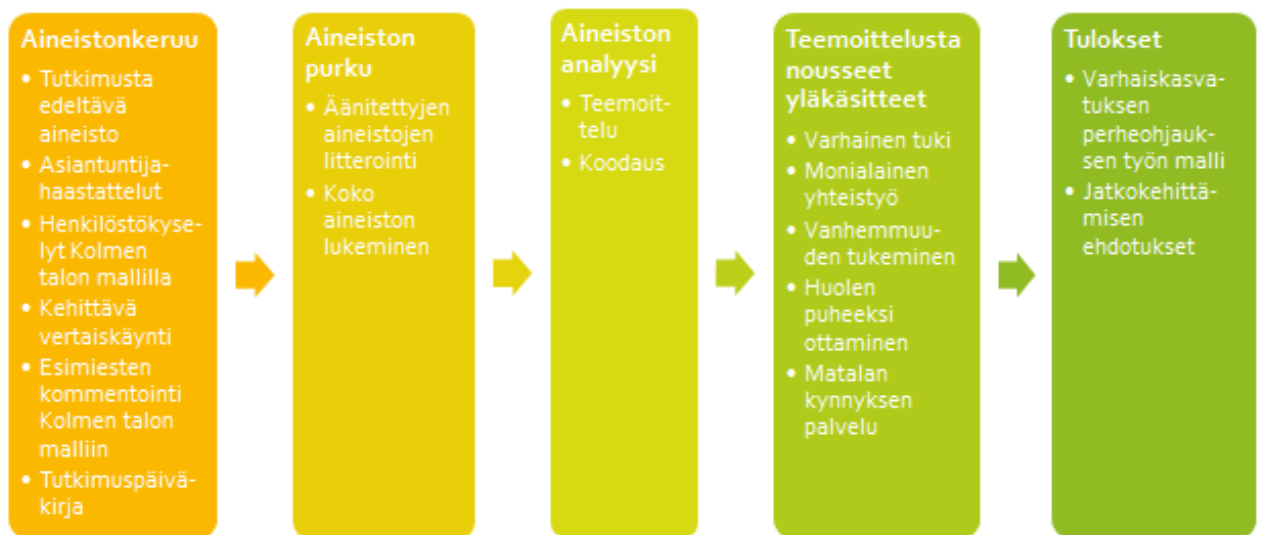 Aineistonkeruu
• Tutkimusta
edeltävä
aineisto
• Asiantuntija-
haastattelut
• Henkilöstökyse-
lyt Kolmen
talon mallilla
• Kehittävä
vertaiskäynti
• Esimiesten
kommentointi
Kolmen talon
malliin
• Tutkimuspäivä-
kirja
Aineiston
purku
• Äänitettyjen
aineistojen
litterointi
• Koko
aineiston
lukeminen
Aineiston
analyysi
• Teemoit-
telu
• Koodaus
Teemoittelusta
nousseet
yläkäsitteet
• Varhainen tuki
• Monialainen
yhteistyö
• Vanhemmuu-
den tukeminen
• Huolen
puheeksi
ottaminen
• Matalan
kynnyksen
palvelu
Tulokset
• Varhaiskasva-
tuksen
perheohjauk-
sen työn malli
• Jatkokehittä-
misen
ehdotukset